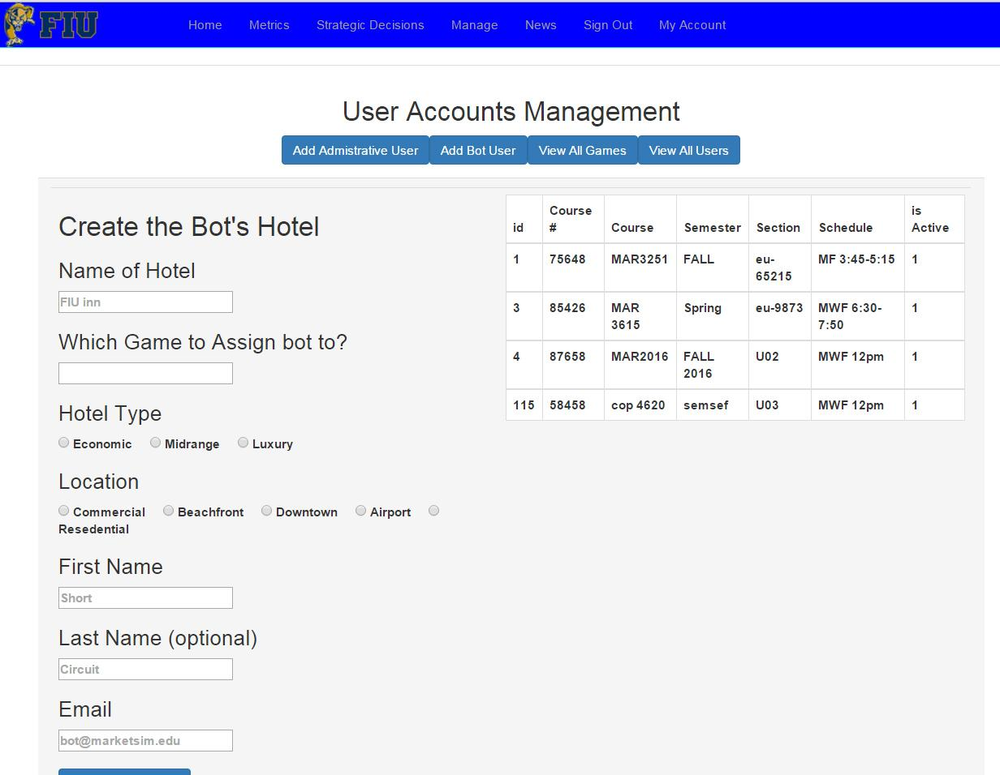 FIU
Home Metrics Strategic Decisions Manage News Sign Out My Account
User Accounts Management
Add Admistrative User Add Bot User View All Games View All Users
Create the Bot's Hotel
Name of Hotel
FIU inn
Which Game to Assign bot to?
Hotel Type
Economic Midrange Luxury
Location
Commercial Beachfront Downtown Airport
Resedential
First Name
Short
Last Name (optional)
Circuit
Email
bot@marketsim.edu
Course is
id # Course Semester Section Schedule Active
1 75648 MAR3251 FALL eu- MF 3:45-5:15 1
65215
3 85426 MAR Spring eu-9873 MWF 6:30- 1
3615 7:50
4 87658 MAR2016 FALL U02 MWF 12pm 1
2016
115 58458 cop 4620 semsef U03 MWF 12pm 1